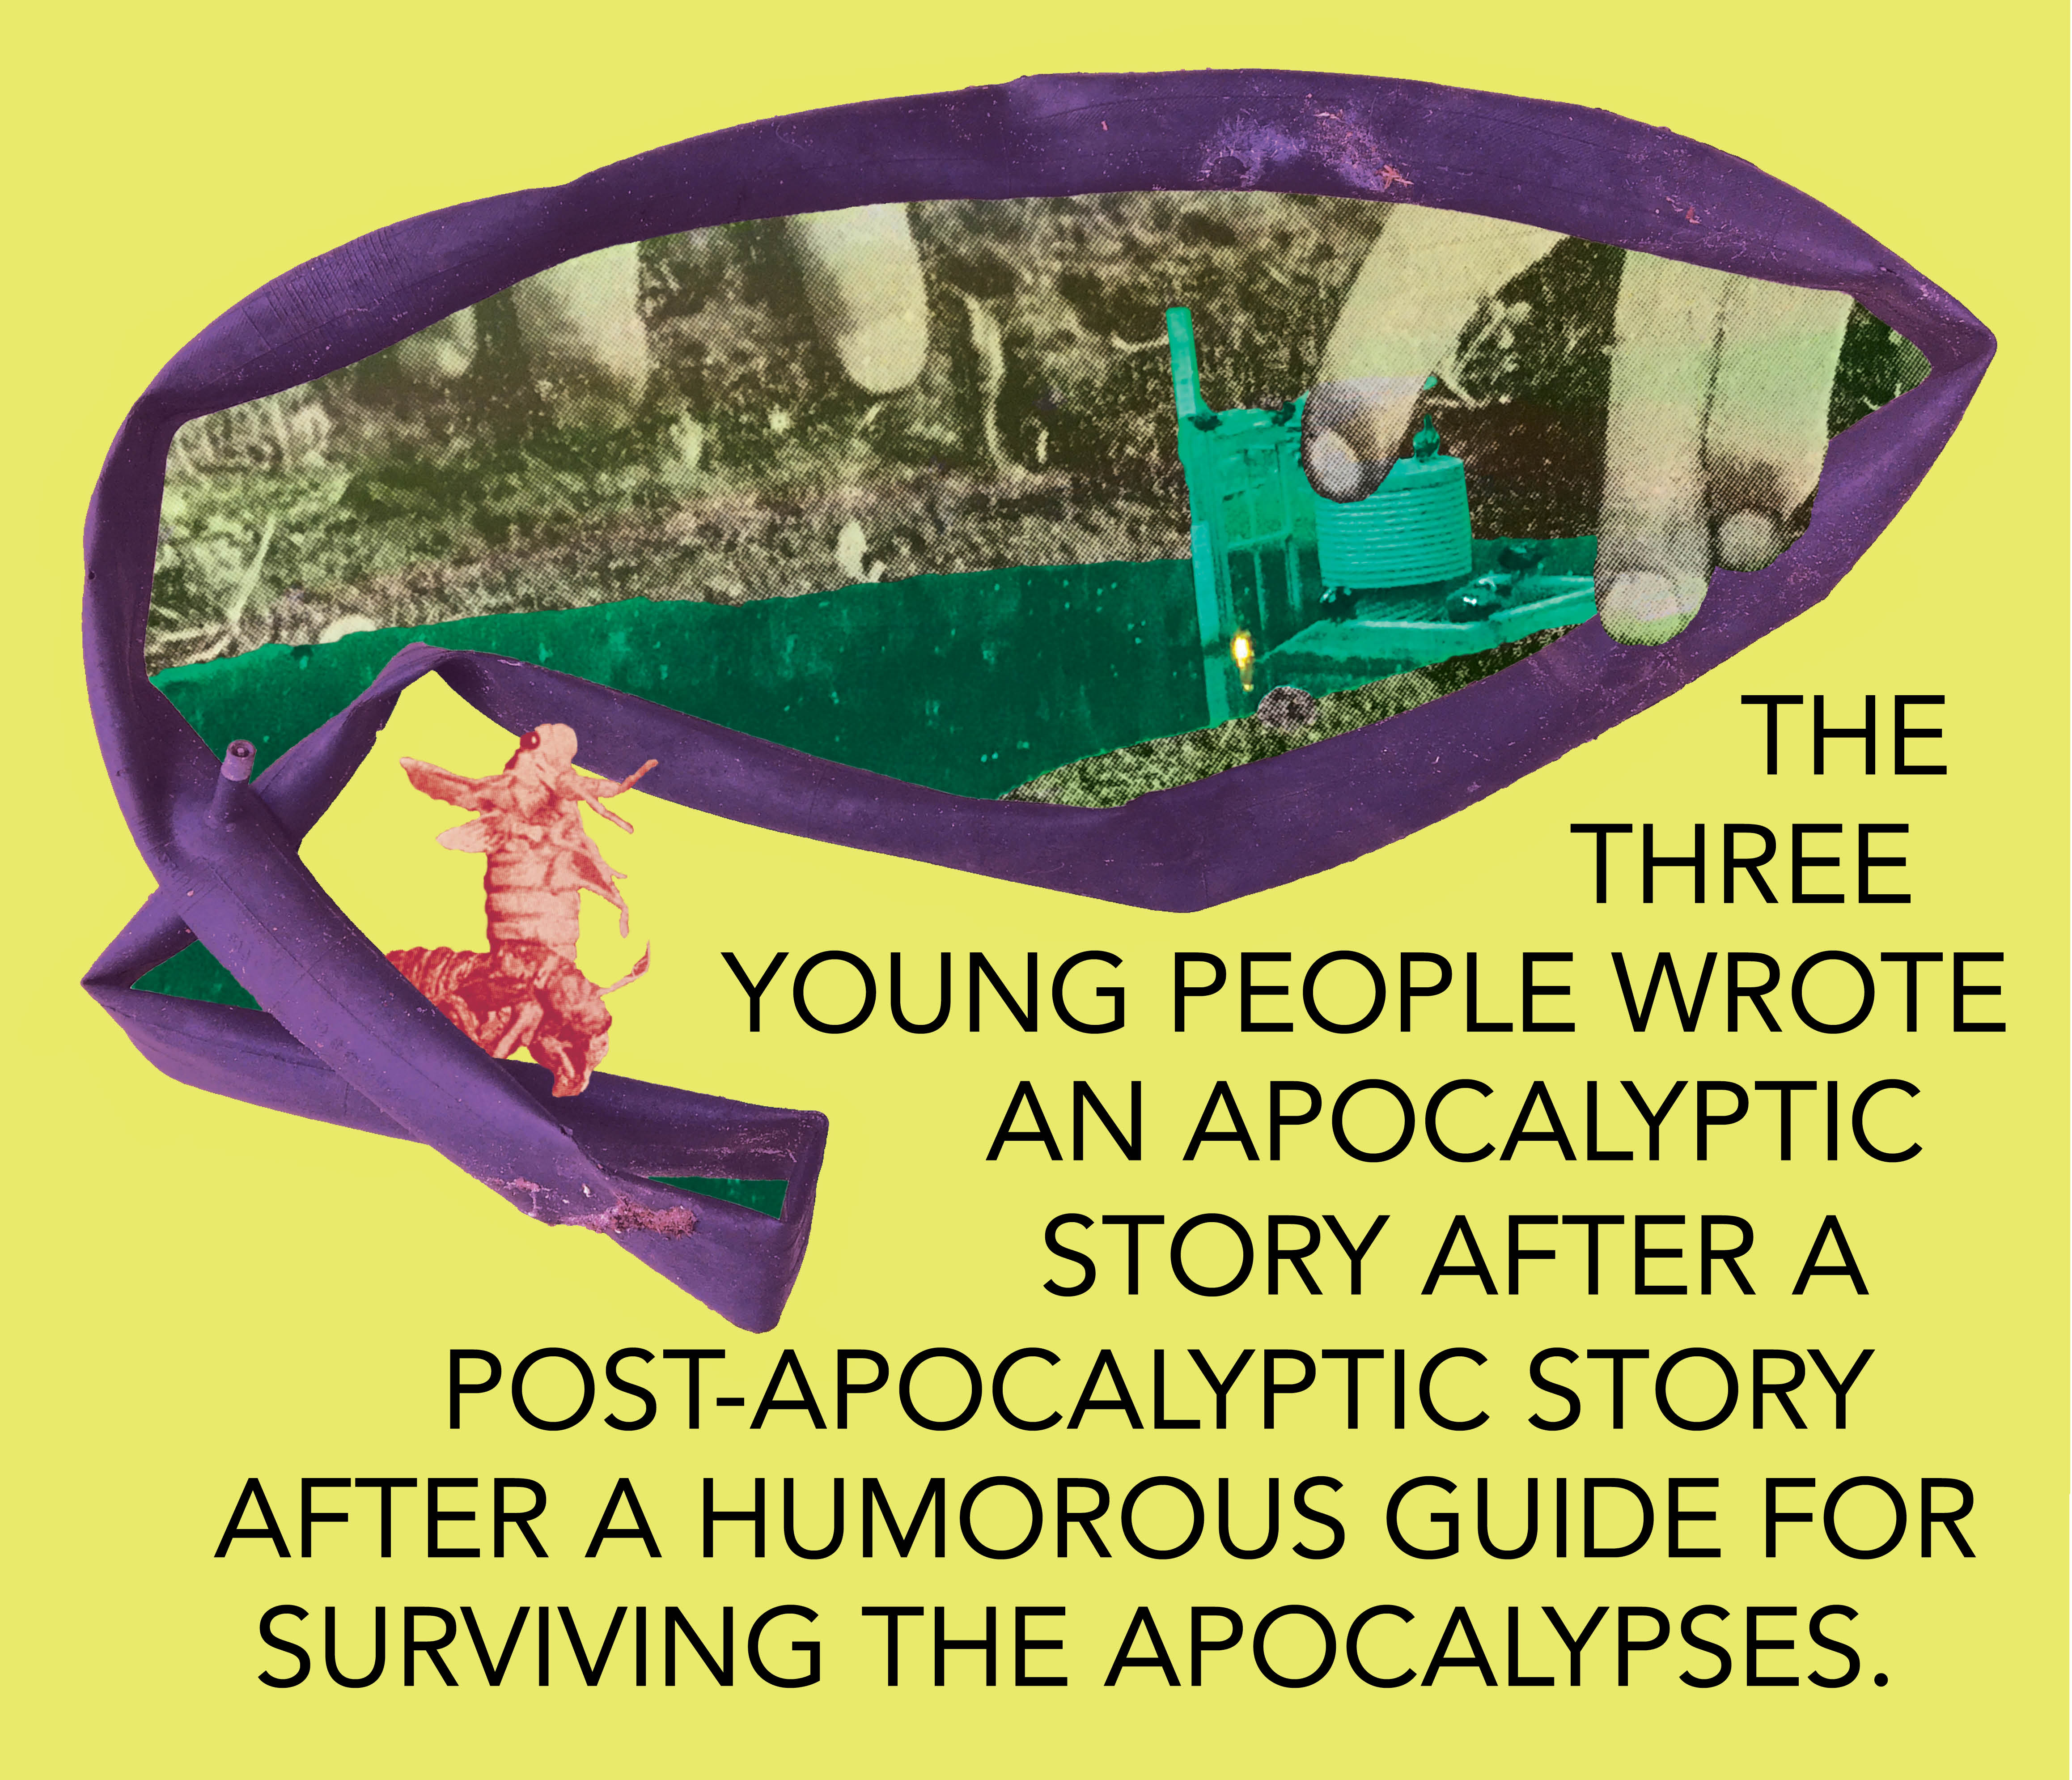 THE
THREE
YOUNG PEOPLE WROTE
AN APOCALYPTIC
STORY AFTER A
POST-APOCALYPTIC STORY
AFTER A HUMOROUS GUIDE FOR
SURVIVING THE APOCALYPSES.